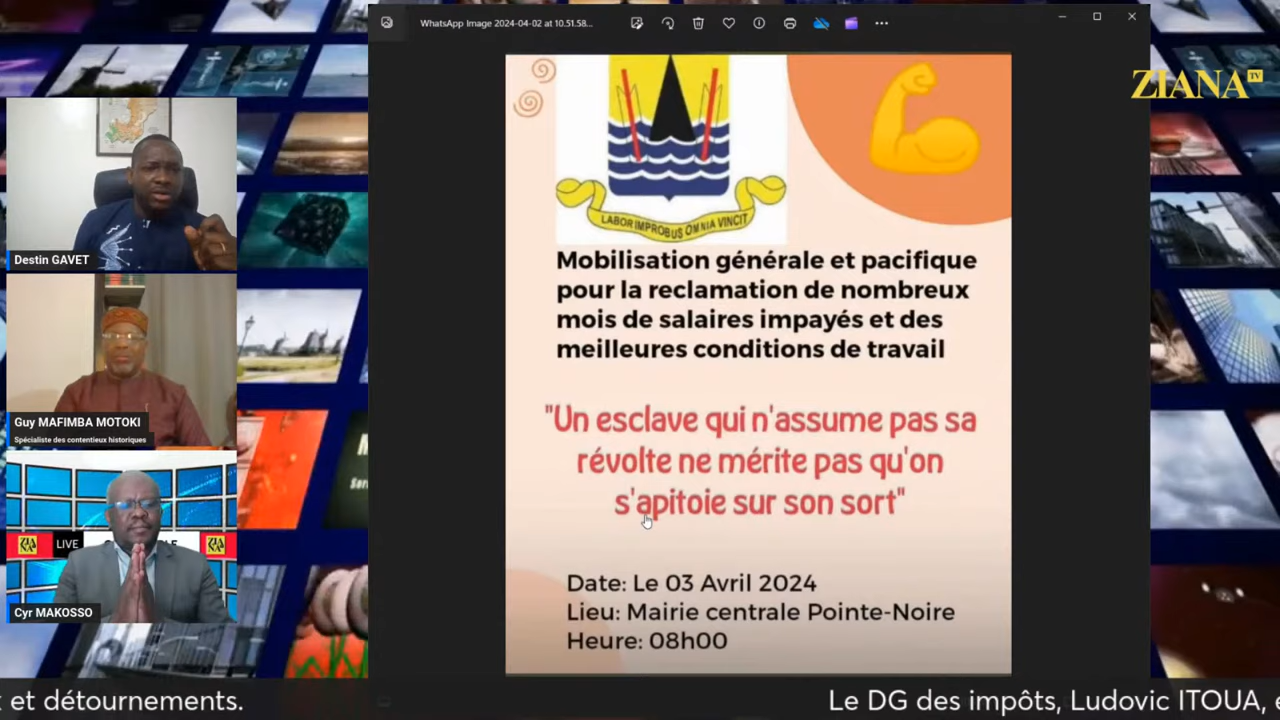 WhatsApp Image 2024-04-02 at 10.51.58...
ZIANA TV
LABOR IMPROBUS OMNIA VINCIT
Mobilisation générale et pacifique
pour la reclamation de nombreux
mois de salaires impayés et des
meilleures conditions de travail
"Un esclave qui n'assume pas sa
révolte ne mérite pas qu'on
s'apitoie sur son sort"
Date: Le 03 Avril 2024
Lieu: Mairie centrale Pointe-Noire
Heure: 08h00
Destin GAVET
Guy MAFIMBA MOTOKI
Spécialiste des contentieux historiques
LIVE
Cyr MAKOSSO
et détournements.
Le DG des impôts, Ludovic ITOUA,